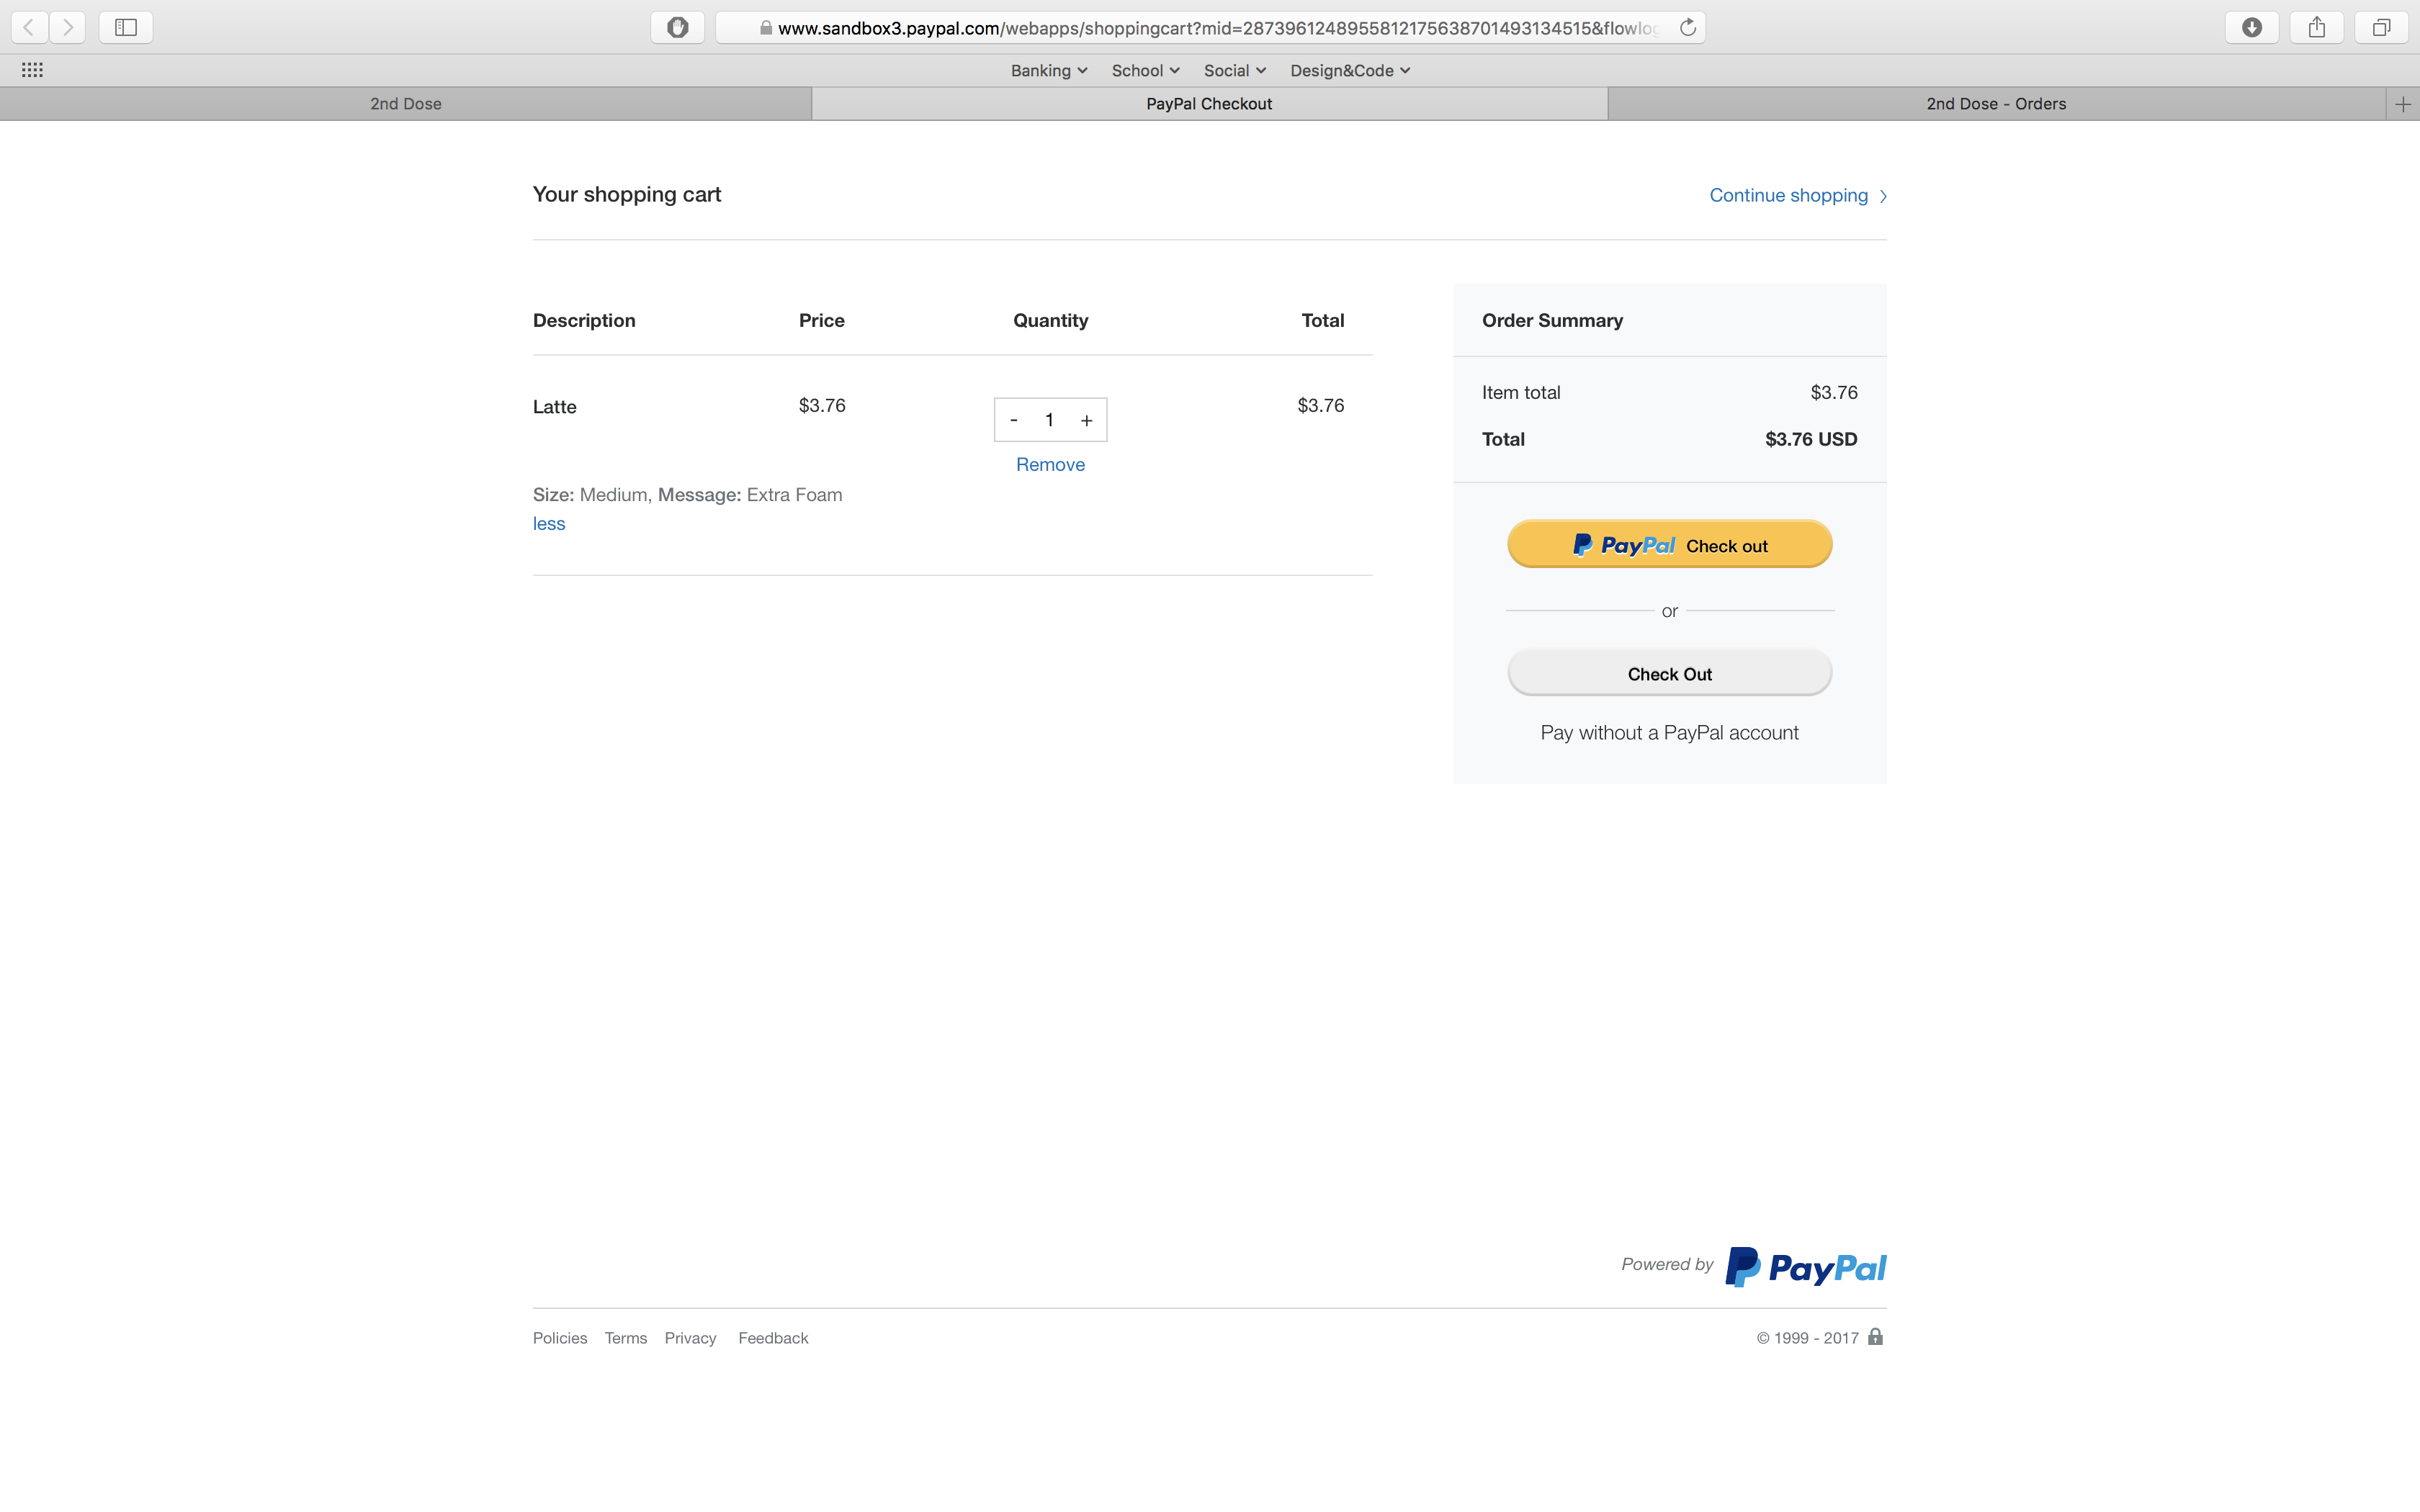 www.sandbox3.paypal.com/webapps/shoppingcart?mid=28739612489558121756387014​93134515&flowlog
Banking School Social Design&Code
2nd Dose PayPal Checkout 2nd Dose - Orders
Your shopping cart Continue shopping
Description Price Quantity Total Order Summary
Latte $3.76 - 1 + $3.76
Remove
Size: Medium, Message: Extra Foam
less
Item total $3.76
Total $3.76 USD
PayPal Check out
or
Check Out
Pay without a PayPal account
Powered by PayPal
Policies Terms Privacy Feedback © 1999 - 2017